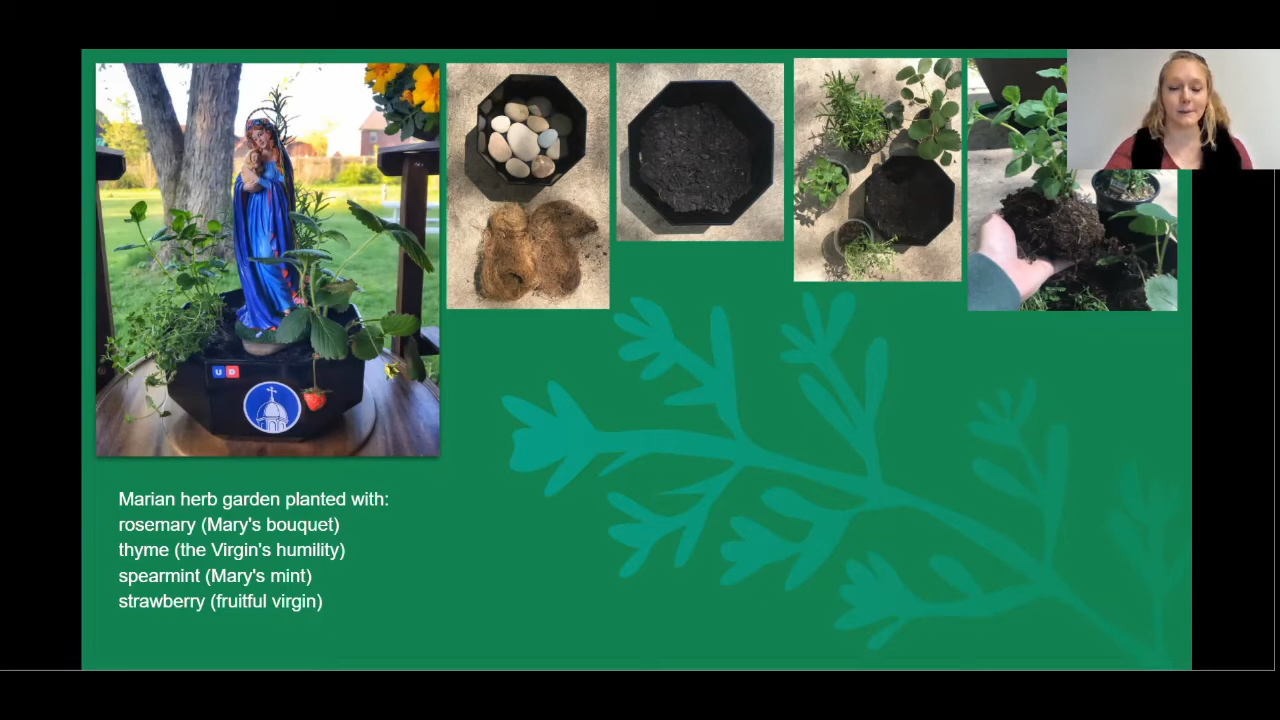 U D
Marian herb garden planted with:
rosemary (Mary's bouquet)
thyme (the Virgin's humility)
spearmint (Mary's mint)
strawberry (fruitful virgin)